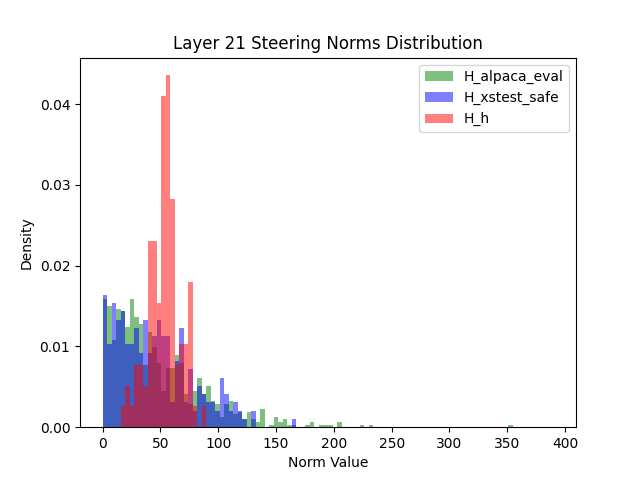 Layer 21 Steering Norms Distribution
H_alpaca_eval
H_xstest_safe
H_h
0.04
0.03
0.02
0.01
0.00
Density
0 50 100 150 200 250 300 350 400
Norm Value